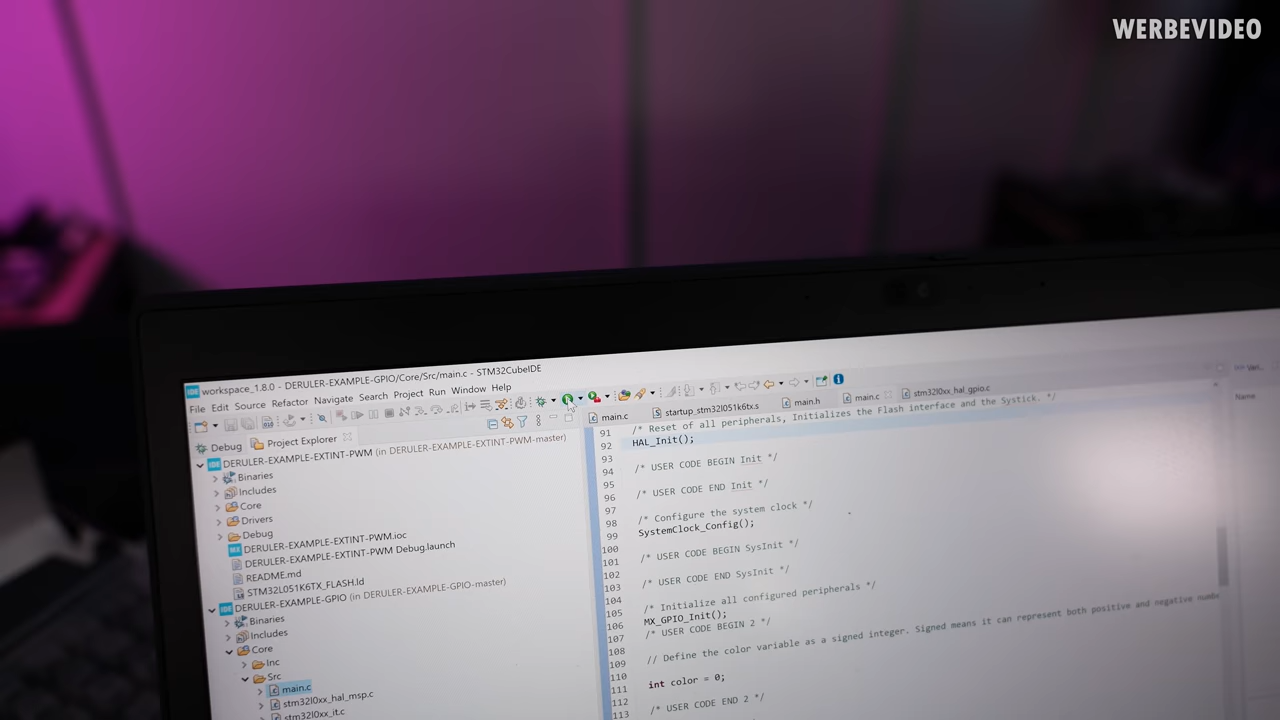 WERBEVIDEO
workspace_1.8.0 - DERULER-EXAMPLE-GPIO/Core/Src/main.c - STM32CubeIDE
File Edit Source Refactor Navigate Search Project Run Window Help
Debug Project Explorer
DERULER-EXAMPLE-EXTINT-PWM (in DERULER-EXAMPLE-EXTINT-PWM-master)
Binaries
Includes
Core
Drivers
Debug
DERULER-EXAMPLE-EXTINT-PWM.ioc
DERULER-EXAMPLE-EXTINT-PWM Debug.launch
README.md
STM32L051K6TX_FLASH.ld
DERULER-EXAMPLE-GPIO (in DERULER-EXAMPLE-GPIO-master)
Binaries
Includes
Core
Inc
Src
main.c
stm32l0xx_hal_msp.c
stm32l0xx_it.c
main.c startup_stm32l051k6tx.s main.h main.c stm32l0xx_hal_gpio.c
91 /* Reset of all peripherals, Initializes the Flash interface and the Systick. */
92 HAL_Init();
93
94 /* USER CODE BEGIN Init */
95
96 /* USER CODE END Init */
97
98 /* Configure the system clock */
99 SystemClock_Config();
100
101 /* USER CODE BEGIN SysInit */
102
103 /* USER CODE END SysInit */
104
105 /* Initialize all configured peripherals */
106 MX_GPIO_Init();
107 /* USER CODE BEGIN 2 */
108
109 // Define the color variable as a signed integer. Signed means it can represent both positive and negative numbe
110
111 int color = 0;
112
113 /* USER CODE END 2 */
Name